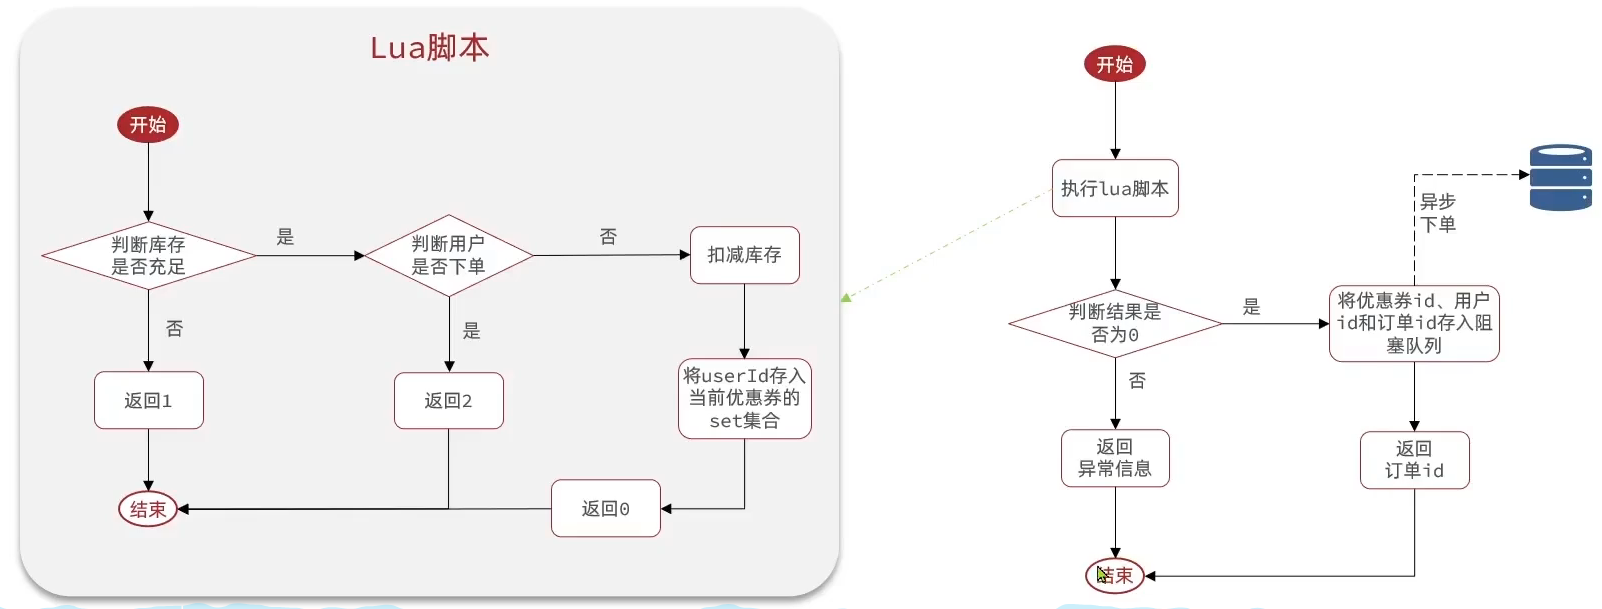 Lua脚本
开始
判断库存
是否充足
是
判断用户
是否下单
否
扣减库存
否
是
返回1
返回2
将userId存入
当前优惠券的
set集合
结束
返回0
开始
执行lua脚本
异步
下单
判断结果是
否为0
是
将优惠券id、用户
id和订单id存入阻
塞队列
否
返回
异常信息
返回
订单id
结束